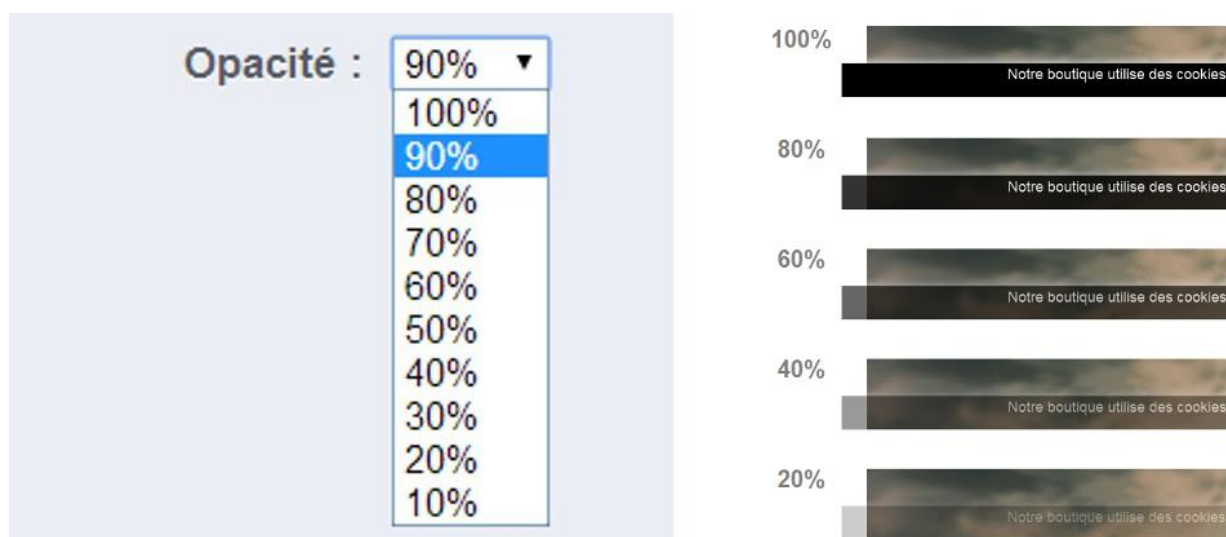 Opacité : 90%
100%
90%
80%
70%
60%
50%
40%
30%
20%
10%
100%
Notre boutique utilise des cookies
80%
Notre boutique utilise des cookies
60%
Notre boutique utilise des cookies
40%
Notre boutique utilise des cookies
20%
Notre boutique utilise des cookies